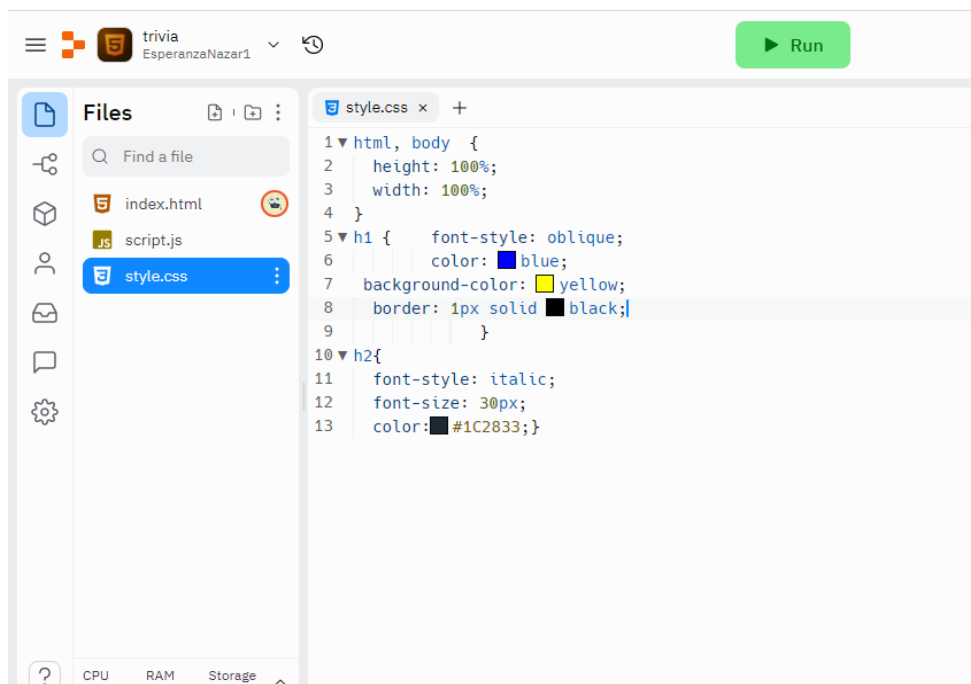 trivia
EsperanzaNazar1
Run
Files
Find a file
index.html
JS script.js
style.css
CPU RAM Storage
style.css × +
1 html, body {
2 height: 100%;
3 width: 100%;
4 }
5 h1 { font-style: oblique;
6 color: blue;
7 background-color: yellow;
8 border: 1px solid black;
9 }
10 h2{
11 font-style: italic;
12 font-size: 30px;
13 color: #1C2833;}
?